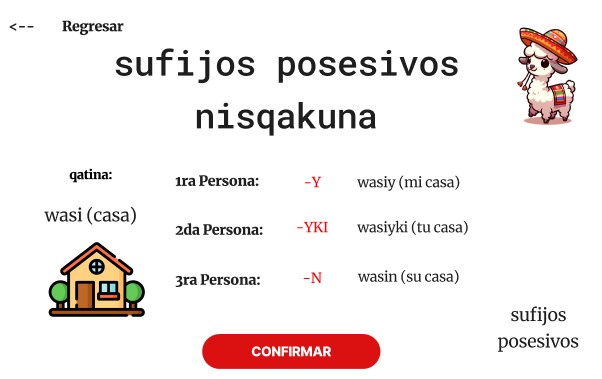 <-- Regresar
sufijos posesivos
nisqakuna
qatina:
wasi (casa)
1ra Persona: -Y wasiy (mi casa)
2da Persona: -YKI wasiyki (tu casa)
3ra Persona: -N wasin (su casa)
sufijos
posesivos
CONFIRMAR